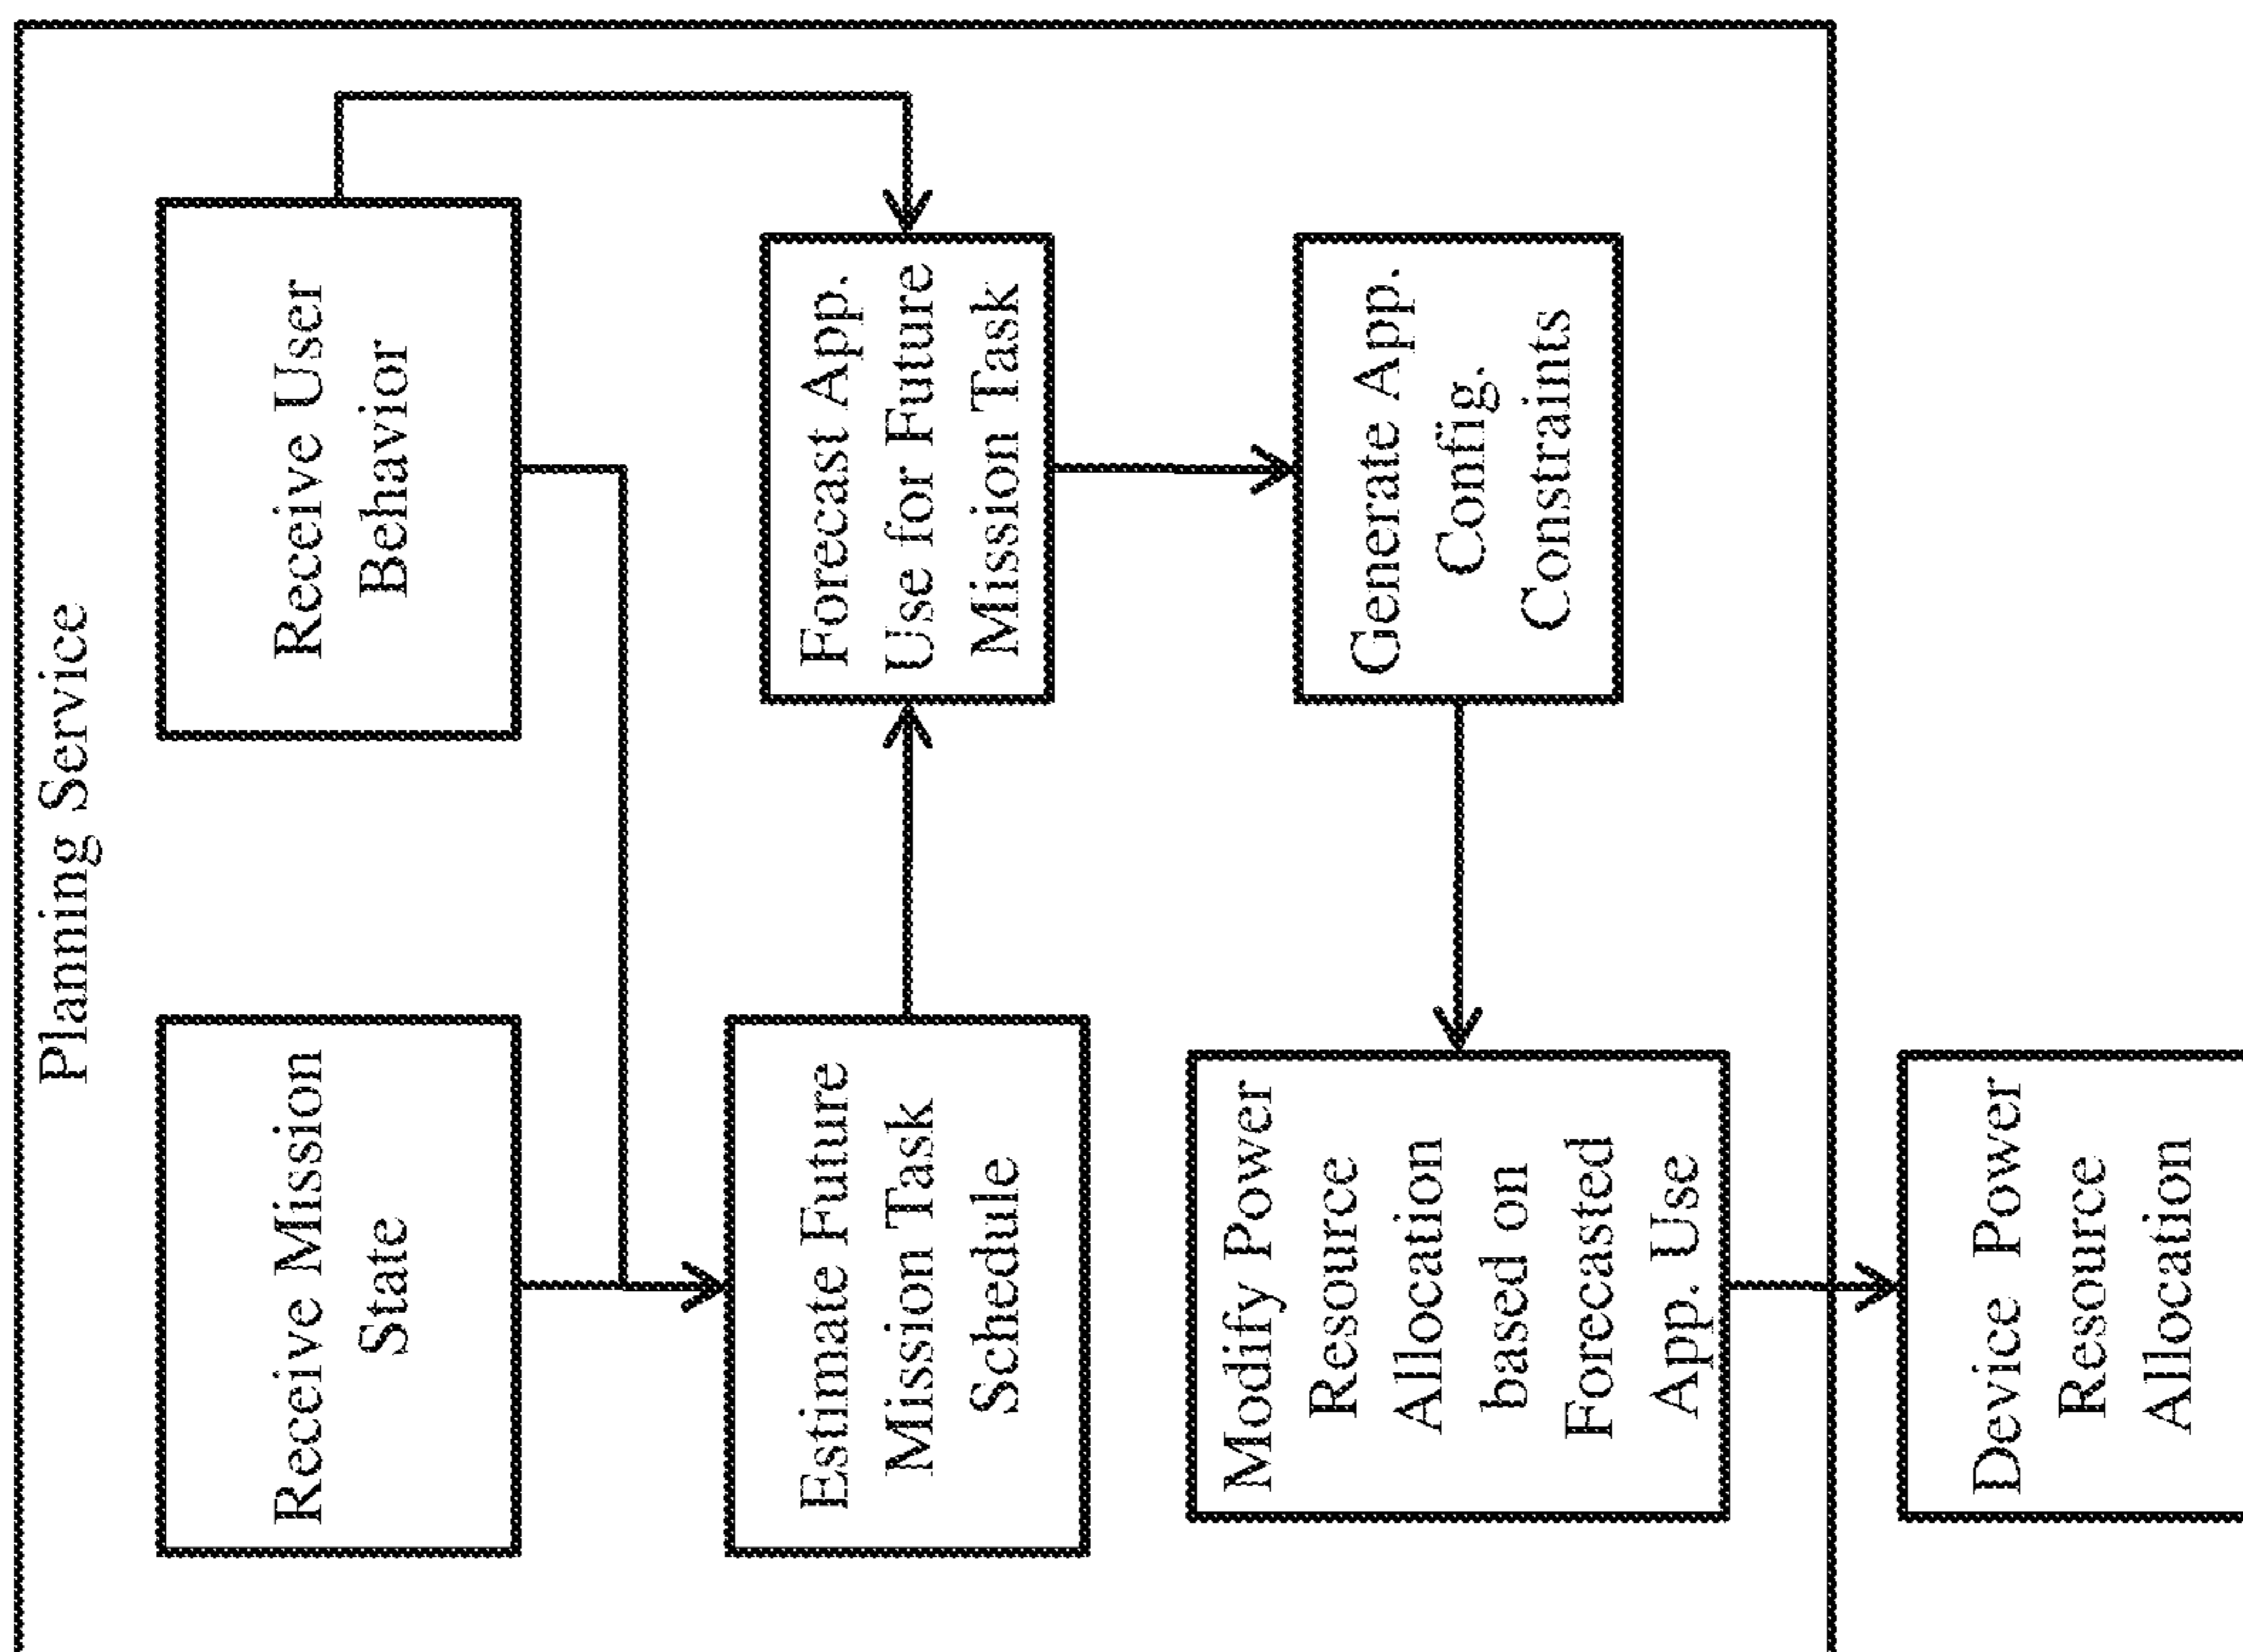 Planning Service
Receive Mission
State
Receive User
Behavior
Estimate Future
Mission Task
Schedule
Forecast App.
Use for Future
Mission Task
Modify Power
Resource
Allocation
based on
Forecasted
App. Use
Generate App.
Config.
Constraints
Device Power
Resource
Allocation